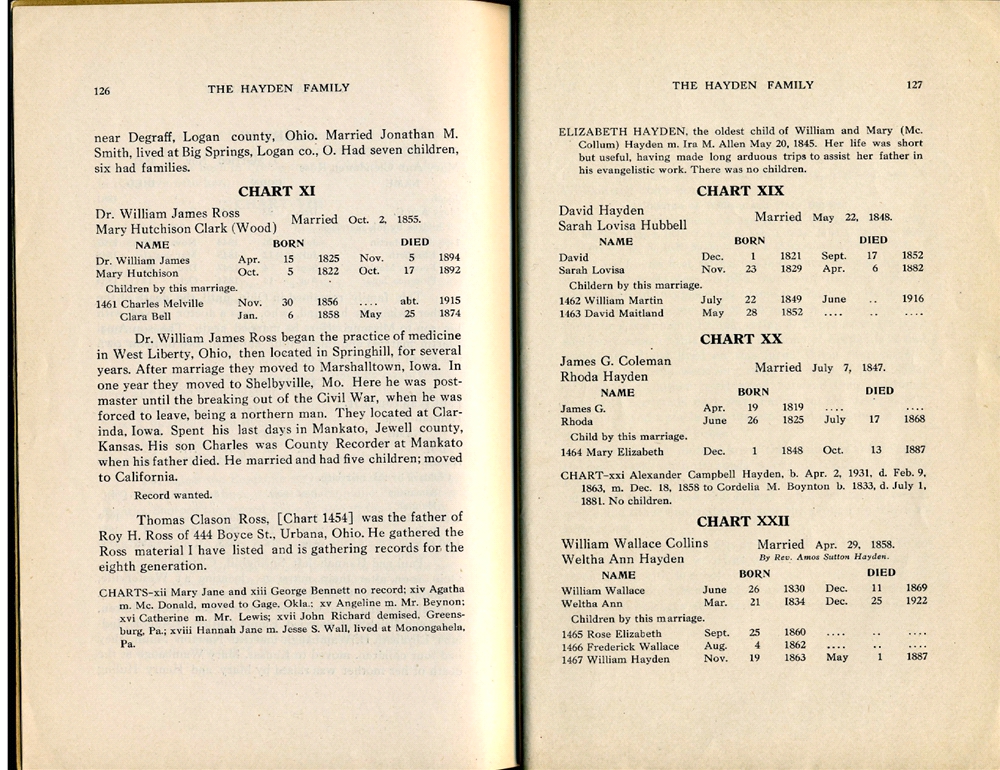 126 THE HAYDEN FAMILY
near Degraff, Logan county, Ohio. Married Jonathan M.
Smith, lived at Big Springs, Logan co., O. Had seven children,
six had families.
CHART XI
Dr. William James Ross
Mary Hutchison Clark (Wood) Married Oct. 2, 1855.
NAME BORN DIED
Dr. William James Apr. 15 1825 Nov. 5 1894
Mary Hutchison Oct. 5 1822 Oct. 17 1892
Children by this marriage.
1461 Charles Melville Nov. 30 1856 .... abt. 1915
Clara Bell Jan. 6 1858 May 25 1874
Dr. William James Ross began the practice of medicine
in West Liberty, Ohio, then located in Springhill, for several
years. After marriage they moved to Marshalltown, Iowa. In
one year they moved to Shelbyville, Mo. Here he was post-
master until the breaking out of the Civil War, when he was
forced to leave, being a northern man. They located at Clar-
inda, Iowa. Spent his last days in Mankato, Jewell county,
Kansas. His son Charles was County Recorder at Mankato
when his father died. He married and had five children; moved
to California.
Record wanted.
Thomas Clason Ross, [Chart 1454] was the father of
Roy H. Ross of 444 Boyce St., Urbana, Ohio. He gathered the
Ross material I have listed and is gathering records for the
eighth generation.
CHARTS-xii Mary Jane and xiii George Bennett no record; xiv Agatha
m. Mc. Donald, moved to Gage, Okla.; xv Angeline m. Mr. Beynon;
xvi Catherine m. Mr. Lewis; xvii John Richard demised, Greens-
burg, Pa.; xviii Hannah Jane m. Jesse S. Wall, lived at Monongahela,
Pa.
THE HAYDEN FAMILY 127
ELIZABETH HAYDEN, the oldest child of William and Mary (Mc.
Collum) Hayden m. Ira M. Allen May 20, 1845. Her life was short
but useful, having made long arduous trips to assist her father in
his evangelistic work. There was no children.
CHART XIX
David Hayden
Sarah Lovisa Hubbell Married May 22, 1848.
NAME BORN DIED
David Dec. 1 1821 Sept. 17 1852
Sarah Lovisa Nov. 23 1829 Apr. 6 1882
Childern by this marriage.
1462 William Martin July 22 1849 June .. 1916
1463 David Maitland May 28 1852 .... .. ....
CHART XX
James G. Coleman
Rhoda Hayden Married July 7, 1847.
NAME BORN DIED
James G. Apr. 19 1819 .... ....
Rhoda June 26 1825 July 17 1868
Child by this marriage.
1464 Mary Elizabeth Dec. 1 1848 Oct. 13 1887
CHART-xxi Alexander Campbell Hayden, b. Apr. 2, 1931, d. Feb. 9,
1863, m. Dec. 18, 1858 to Cordelia M. Boynton b. 1833, d. July 1,
1881. No children.
CHART XXII
William Wallace Collins Married Apr. 29, 1858.
Weltha Ann Hayden By Rev. Amos Sutton Hayden.
NAME BORN DIED
William Wallace June 26 1830 Dec. 11 1869
Weltha Ann Mar. 21 1834 Dec. 25 1922
Children by this marriage.
1465 Rose Elizabeth Sept. 25 1860 .... .. ....
1466 Frederick Wallace Aug. 4 1862 .... .. ....
1467 William Hayden Nov. 19 1863 May 1 1887